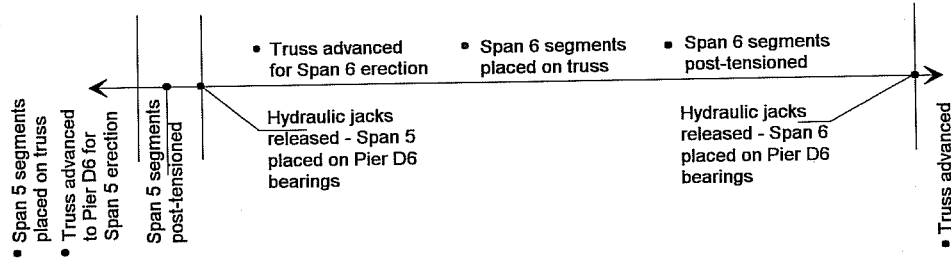 • Span 5 segments
placed on truss
• Truss advanced
to Pier D6 for
Span 5 erection
Span 5 segments
post-tensioned
• Truss advanced
for Span 6 erection
• Span 6 segments
placed on truss
• Span 6 segments
post-tensioned
Hydraulic jacks
released - Span 5
placed on Pier D6
bearings
Hydraulic jacks
released - Span 6
placed on Pier D6
bearings
• Truss advanced